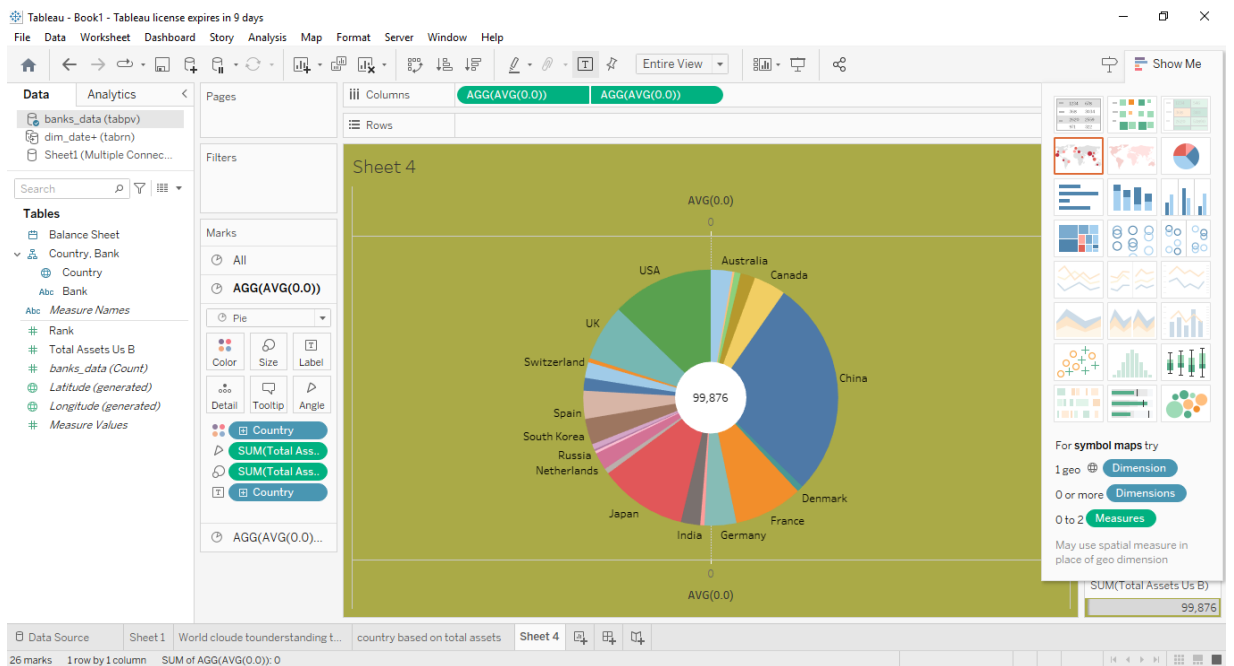 Tableau - Book1 - Tableau license expires in 9 days
File Data Worksheet Dashboard Story Analysis Map Format Server Window Help
T Entire View Show Me
Data Analytics
banks_data (tabpv)
dim_date+ (tabrn)
Sheet1 (Multiple Connec...
Search
Tables
Balance Sheet
Country, Bank
Country
Abc Bank
Abc Measure Names
# Rank
# Total Assets Us B
# banks_data (Count)
Latitude (generated)
Longitude (generated)
# Measure Values
Pages
Filters
Marks
All
AGG(AVG(0.0))
Pie
Color Size Label
Detail Tooltip Angle
Country
SUM(Total Ass..
SUM(Total Ass..
Country
AGG(AVG(0.0)...
iii Columns AGG(AVG(0.0)) AGG(AVG(0.0))
Rows
Sheet 4
AVG(0.0)
0
Australia
Canada
China
Denmark
France
Germany
India
Japan
Netherlands
Russia
South Korea
Spain
Switzerland
UK
USA
99,876
0
AVG(0.0)
For symbol maps try
1 geo Dimension
0 or more Dimensions
0 to 2 Measures
May use spatial measure in
place of geo dimension
SUM(Total Assets Us B)
99,876
Data Source Sheet 1 World cloude tounderstanding t... country based on total assets Sheet 4
26 marks 1 row by 1 column SUM of AGG(AVG(0.0)): 0